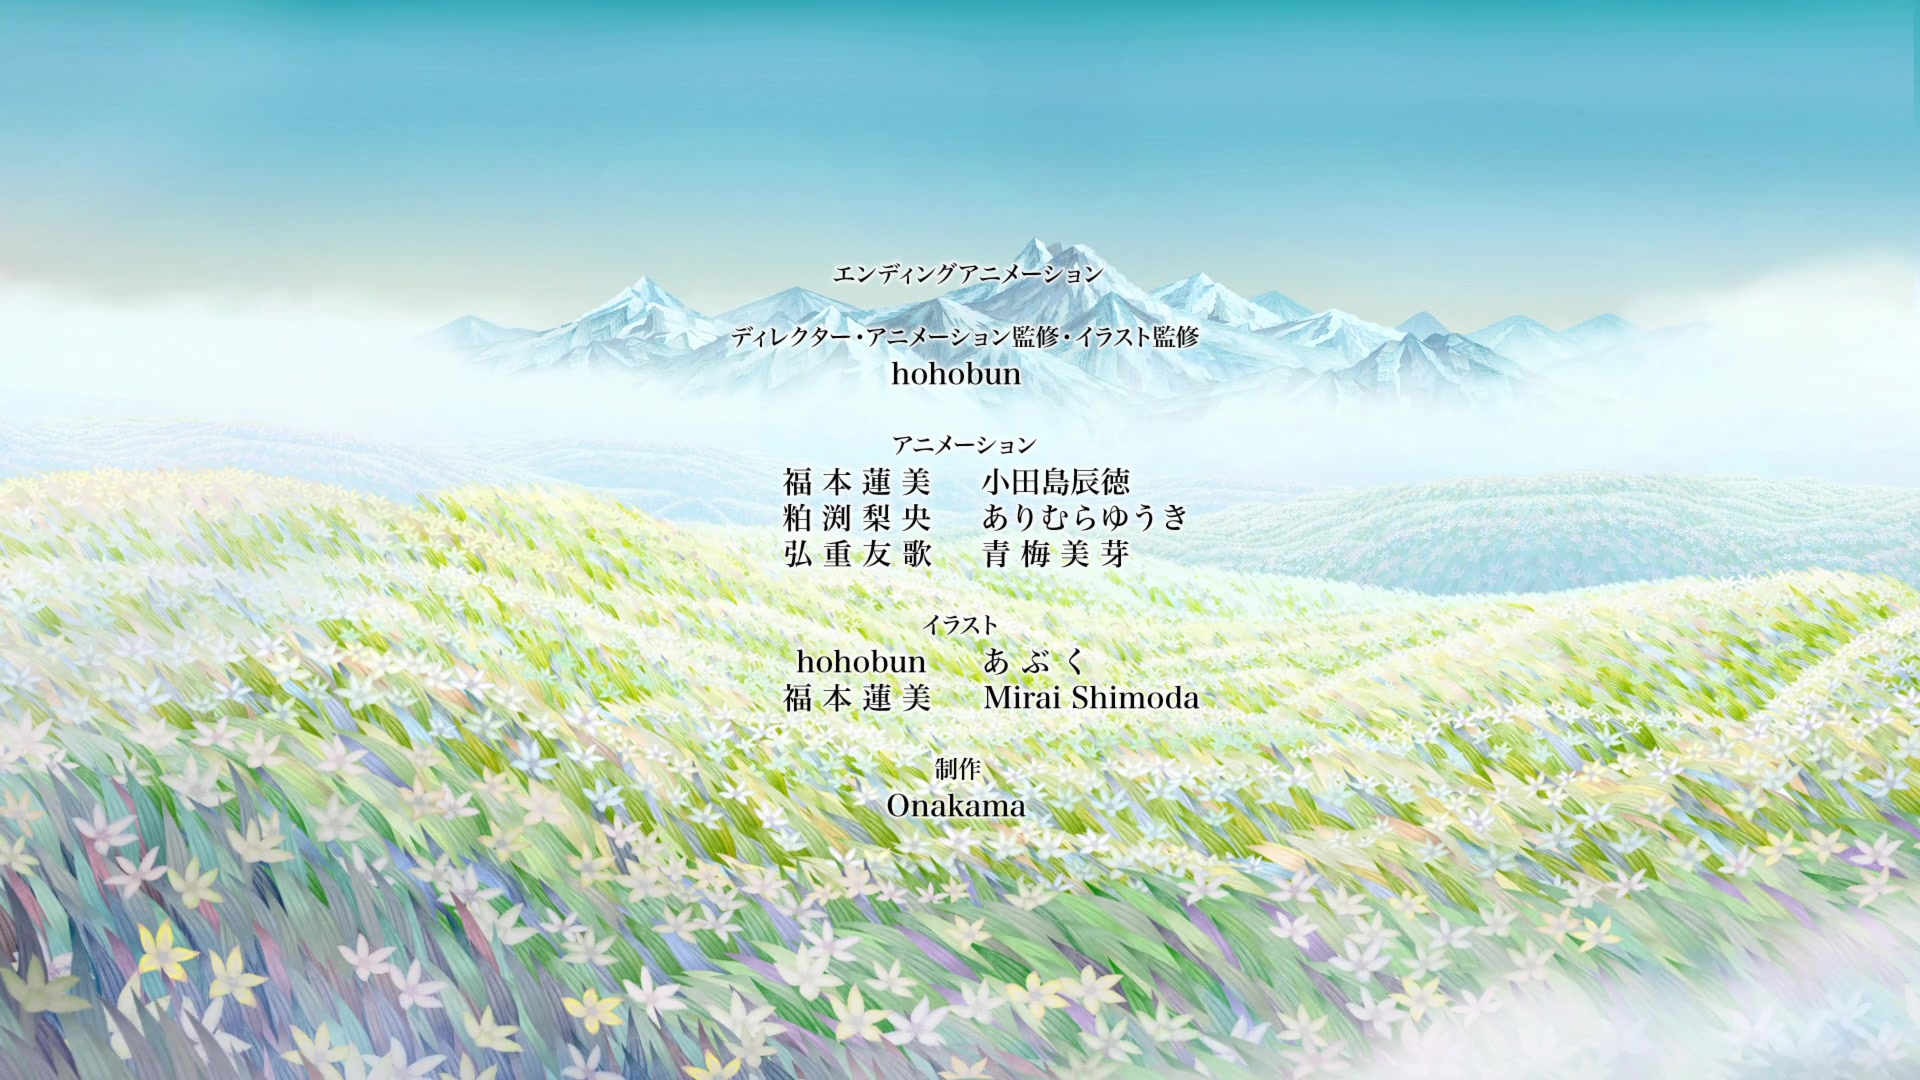 エンディングアニメーション
ディレクター・アニメーション監修・イラスト監修
hohobun
アニメーション
福本蓮美 小田島辰徳
粕渕梨央 ありむらゆうき
弘重友歌 青梅美芽
イラスト
hohobun あぶく
福本蓮美 Mirai Shimoda
制作
Onakama